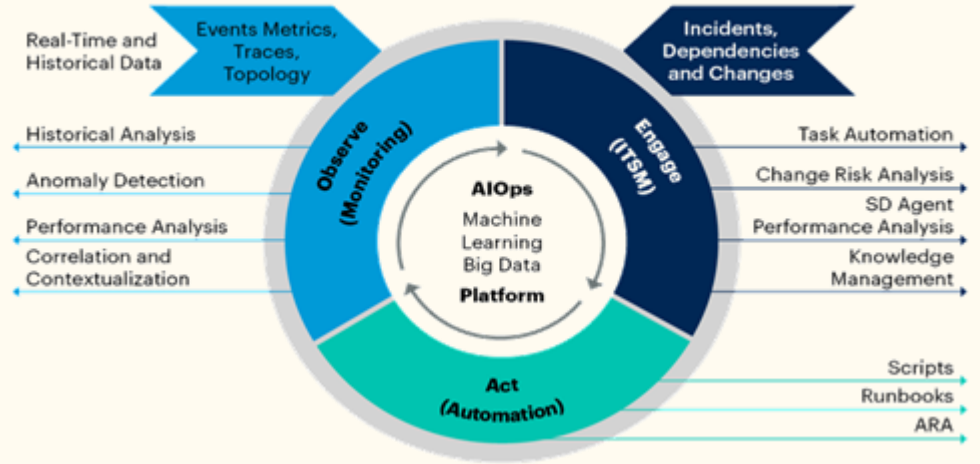 Real-Time and
Historical Data
Events Metrics,
Traces,
Topology
Incidents,
Dependencies
and Changes
Historical Analysis
Anomaly Detection
Performance Analysis
Correlation and
Contextualization
Observe
(Monitoring)
Engage
(ITSM)
AIOps
Machine
Learning
Big Data
Platform
Act
(Automation)
Task Automation
Change Risk Analysis
SD Agent
Performance Analysis
Knowledge
Management
Scripts
Runbooks
ARA